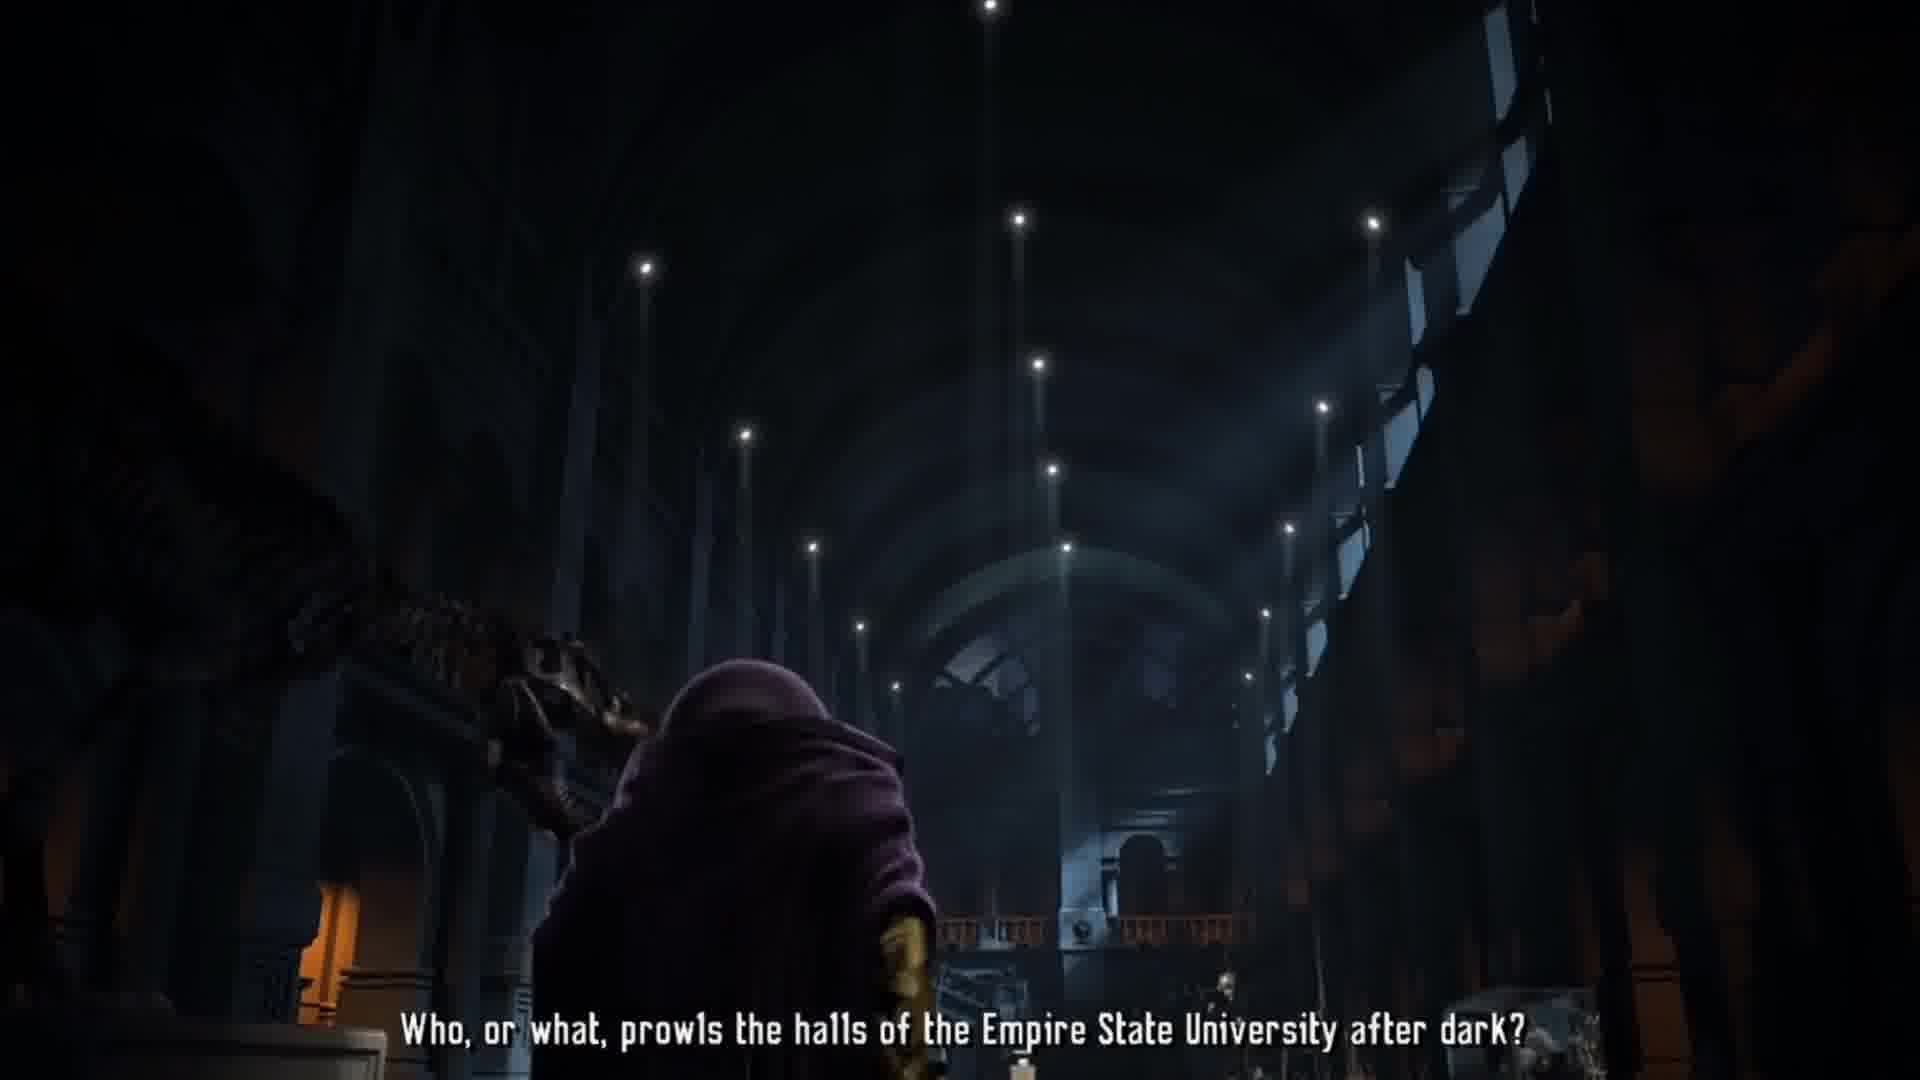 Who, or what, prowls the halls of the Empire State University after dark?